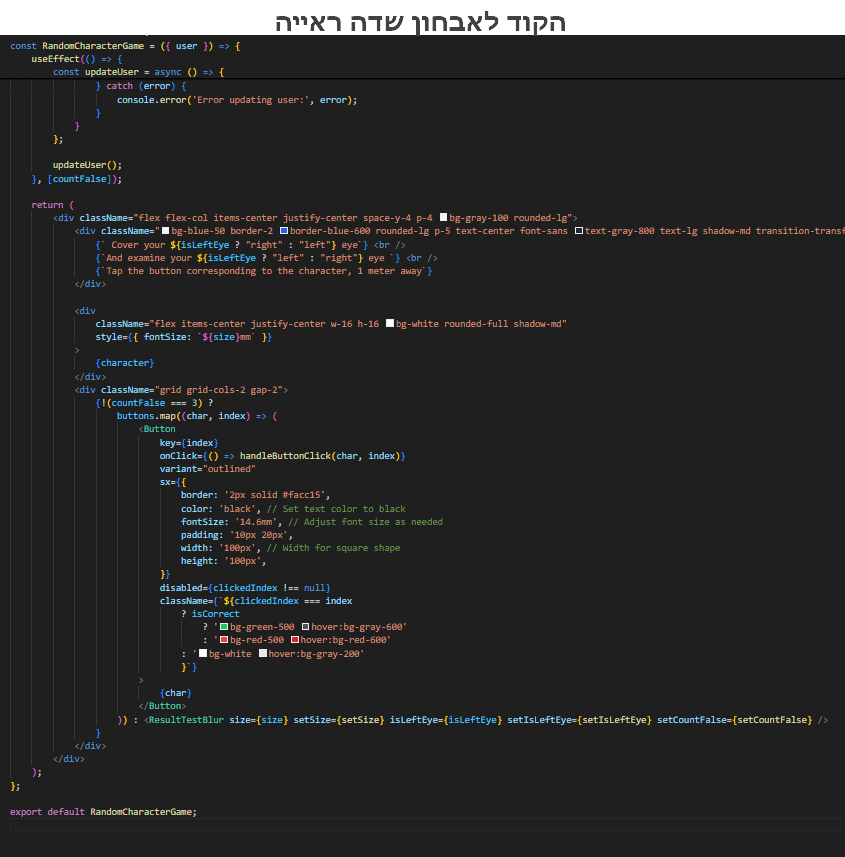 הקוד לאבחון שדה ראייה
const RandomCharacterGame = ({ user }) => {
useEffect(() => {
const updateUser = async () => {
} catch (error) {
console.error('Error updating user:', error);
}
}
};
updateUser();
}, [countFalse]);
return (
<div className="flex flex-col items-center justify-center space-y-4 p-4 bg-gray-100 rounded-lg">
<div className="bg-blue-50 border-2 border-blue-600 rounded-lg p-5 text-center font-sans text-gray-800 text-lg shadow-md transition-transf
{` Cover your ${isLeftEye ? "right" : "left"} eye`} <br />
{`And examine your ${isLeftEye ? "left" : "right"} eye `} <br />
{`Tap the button corresponding to the character, 1 meter away`}
</div>
<div
className="flex items-center justify-center w-16 h-16 bg-white rounded-full shadow-md"
style={{ fontSize: `${size}mm` }}
>
{character}
</div>
<div className="grid grid-cols-2 gap-2">
{!(countFalse === 3) ?
buttons.map((char, index) => (
<Button
key={index}
onClick={() => handleButtonClick(char, index)}
variant="outlined"
sx={{
border: '2px solid #facc15',
color: 'black', // Set text color to black
fontSize: '14.6mm', // Adjust font size as needed
padding: '10px 20px',
width: '100px', // Width for square shape
height: '100px',
}}
disabled={clickedIndex !== null}
className={`${clickedIndex === index
? isCorrect
? 'bg-green-500 hover:bg-gray-600'
: 'bg-red-500 hover:bg-red-600'
: 'bg-white hover:bg-gray-200'
}`}
>
{char}
</Button>
)) : <ResultTestBlur size={size} setSize={setSize} isLeftEye={isLeftEye} setIsLeftEye={setIsLeftEye} setCountFalse={setCountFalse} />
}
</div>
</div>
);
};
export default RandomCharacterGame;